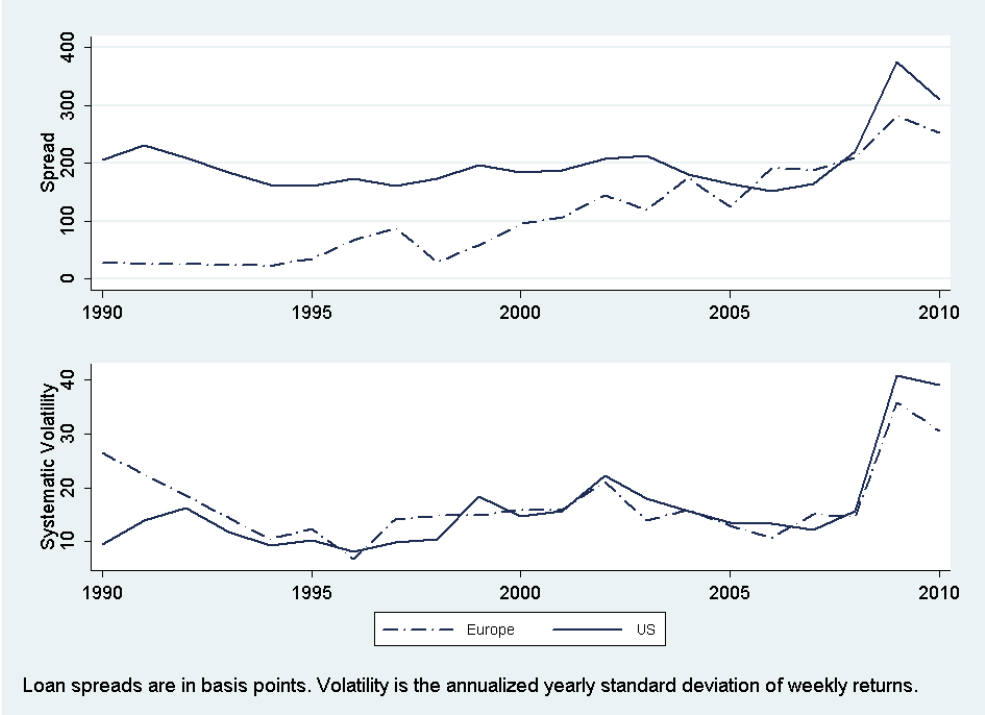 Spread
400
300
200
100
0
1990 1995 2000 2005 2010
Systematic Volatility
40
30
20
10
1990 1995 2000 2005 2010
Europe US
Loan spreads are in basis points. Volatility is the annualized yearly standard deviation of weekly returns.